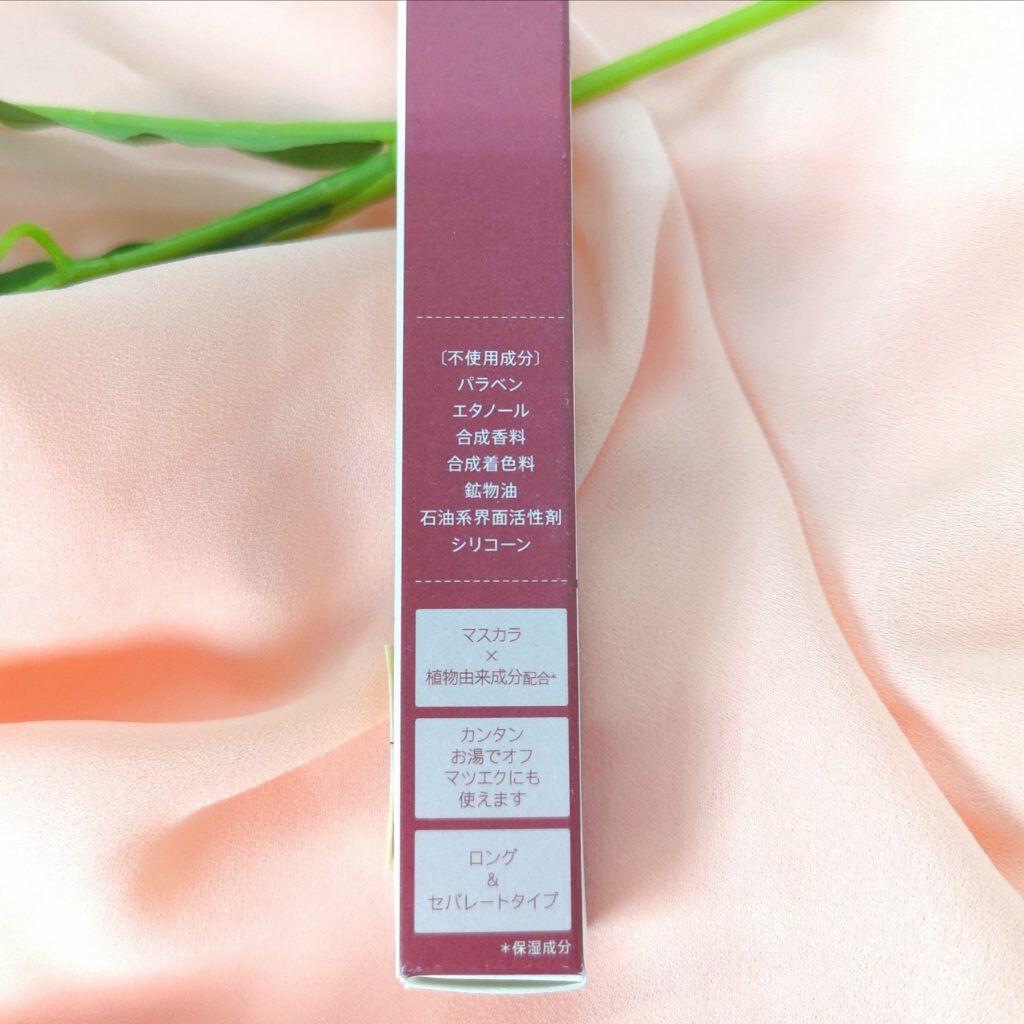 〔不使用成分〕
パラベン
エタノール
合成香料
合成着色料
鉱物油
石油系界面活性剤
シリコーン
マスカラ
×
植物由来成分配合*
カンタン
お湯でオフ
マツエクにも
使えます
ロング
&
セパレートタイプ
*保湿成分